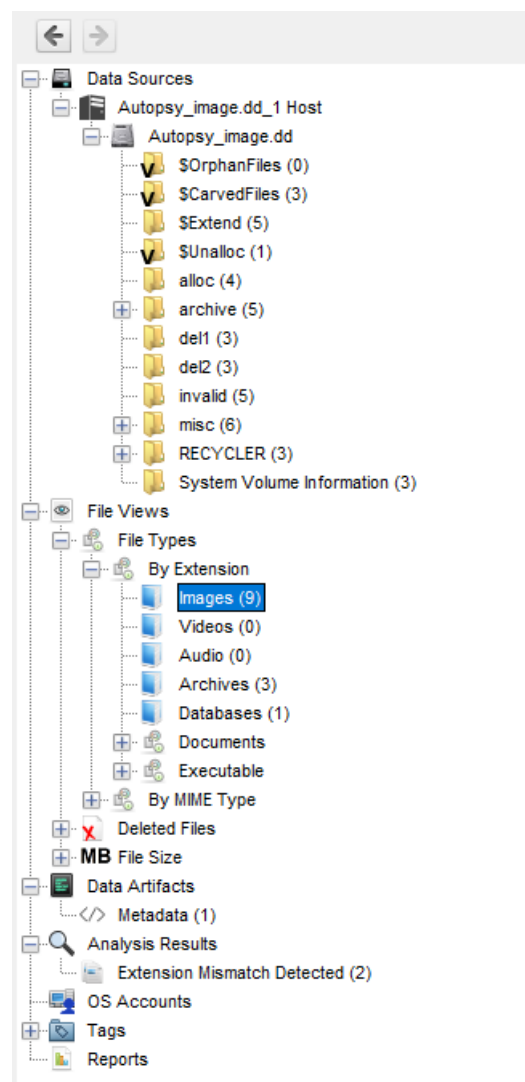 Data Sources
Autopsy_image.dd_1 Host
Autopsy_image.dd
$OrphanFiles (0)
$CarvedFiles (3)
$Extend (5)
$Unalloc (1)
alloc (4)
archive (5)
del1 (3)
del2 (3)
invalid (5)
misc (6)
RECYCLER (3)
System Volume Information (3)
File Views
File Types
By Extension
Images (9)
Videos (0)
Audio (0)
Archives (3)
Databases (1)
Documents
Executable
By MIME Type
Deleted Files
MB File Size
Data Artifacts
Metadata (1)
Analysis Results
Extension Mismatch Detected (2)
OS Accounts
Tags
Reports